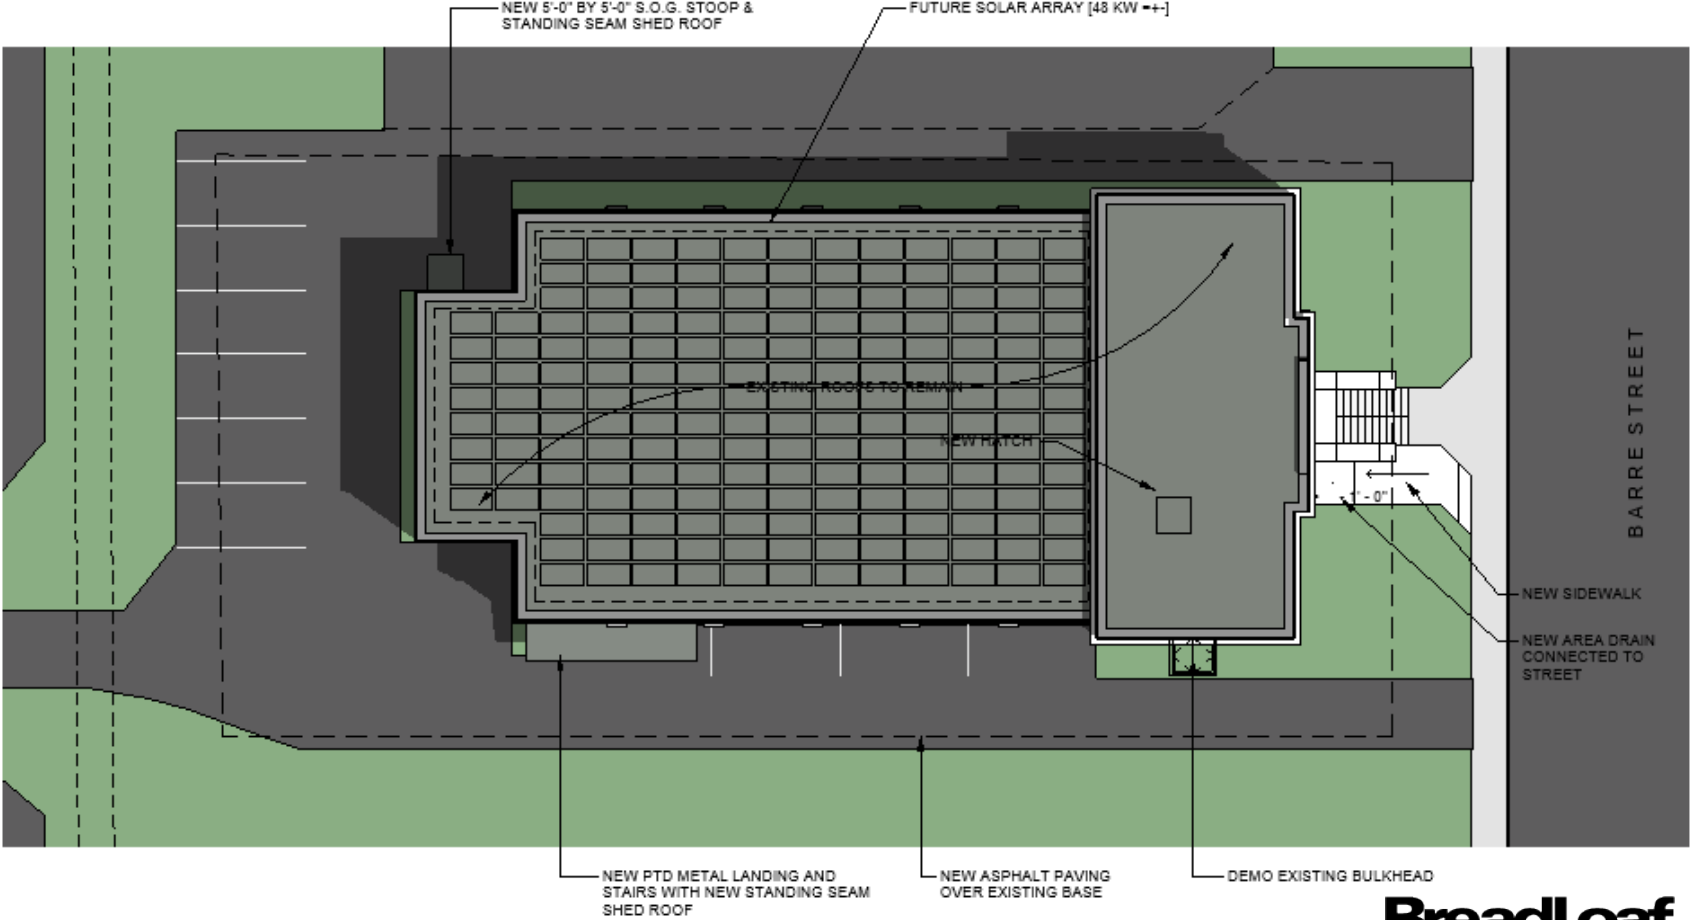 NEW 5'-0" BY 5'-0" S.O.G. STOOP &
STANDING SEAM SHED ROOF
FUTURE SOLAR ARRAY [48 KW =+-]
EXISTING ROOFS TO REMAIN
NEW HATCH
1' - 0"
BARRE STREET
NEW SIDEWALK
NEW AREA DRAIN
CONNECTED TO
STREET
NEW PTD METAL LANDING AND
STAIRS WITH NEW STANDING SEAM
SHED ROOF
NEW ASPHALT PAVING
OVER EXISTING BASE
DEMO EXISTING BULKHEAD
BreadLoaf